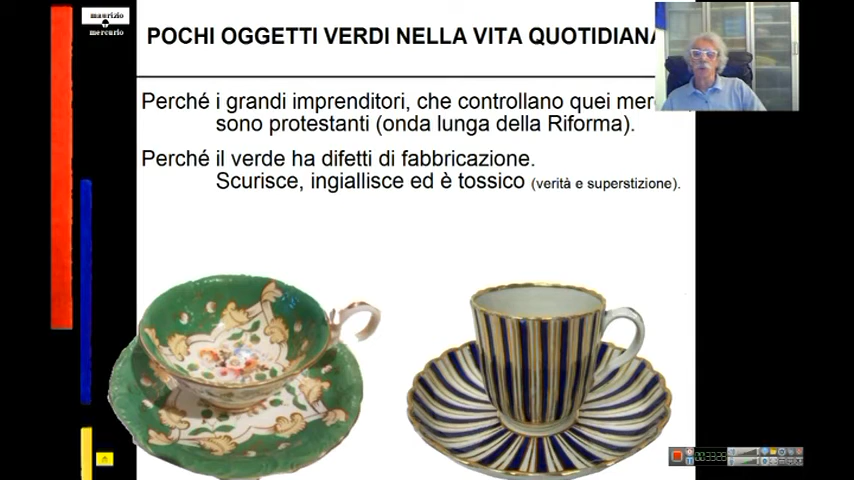 maurizio
mercurio
POCHI OGGETTI VERDI NELLA VITA QUOTIDIANA
Perché i grandi imprenditori, che controllano quei mer
sono protestanti (onda lunga della Riforma).
Perché il verde ha difetti di fabbricazione.
Scurisce, ingiallisce ed è tossico (verità e superstizione).